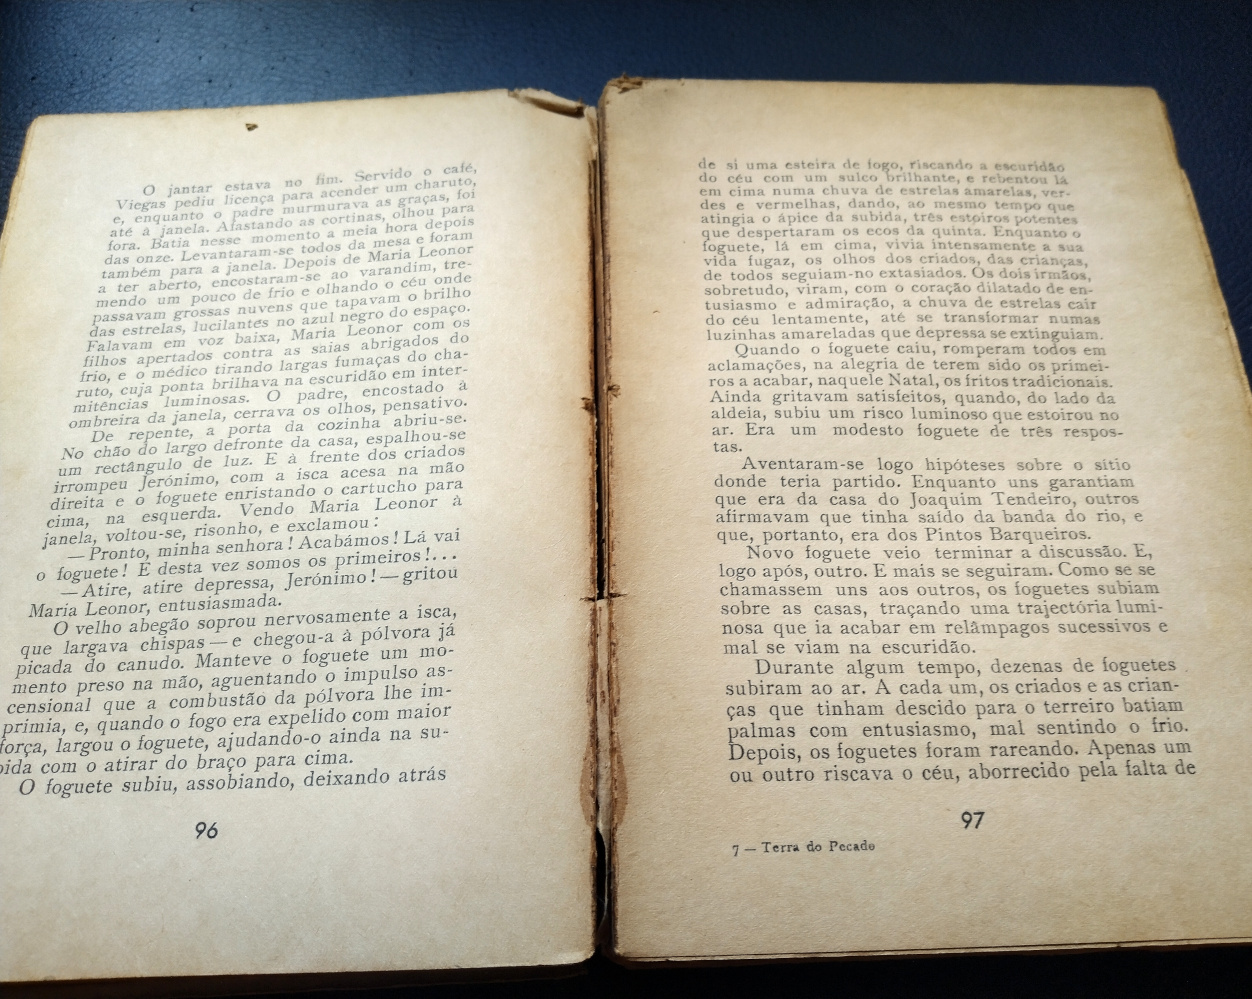 O jantar estava no fim. Servido o café,
Viegas pediu licença para acender um charuto,
e, enquanto o padre murmurava as graças, foi
até à janela. Afastando as cortinas, olhou para
fora. Batia nesse momento a meia hora depois
das onze. Levantaram-se todos da mesa e foram
também para a janela. Depois de Maria Leonor
a ter aberto, encostaram-se ao varandim, tre-
mendo um pouco de frio e olhando o céu onde
passavam grossas nuvens que tapavam o brilho
das estrelas, lucilantes no azul negro do espaço.
Falavam em voz baixa, Maria Leonor com os
filhos apertados contra as saias abrigados do
frio, e o médico tirando largas fumaças do cha-
ruto, cuja ponta brilhava na escuridão em inter-
mitências luminosas. O padre, encostado à
ombreira da janela, cerrava os olhos, pensativo.
De repente, a porta da cozinha abriu-se.
No chão do largo defronte da casa, espalhou-se
um rectângulo de luz. E à frente dos criados
irrompeu Jerónimo, com a isca acesa na mão
direita e o foguete enristando o cartucho para
cima, na esquerda. Vendo Maria Leonor à
janela, voltou-se, risonho, e exclamou:
— Pronto, minha senhora! Acabámos! Lá vai
o foguete! E desta vez somos os primeiros!...
— Atire, atire depressa, Jerónimo! — gritou
Maria Leonor, entusiasmada.
O velho abegão soprou nervosamente a isca,
que largava chispas — e chegou-a à pólvora já
picada do canudo. Manteve o foguete um mo-
mento preso na mão, aguentando o impulso as-
censional que a combustão da pólvora lhe im-
primia, e, quando o fogo era expelido com maior
força, largou o foguete, ajudando-o ainda na su-
bida com o atirar do braço para cima.
O foguete subiu, assobiando, deixando atrás
96
de si uma esteira de fogo, riscando a escuridão
do céu com um sulco brilhante, e rebentou lá
em cima numa chuva de estrelas amarelas, ver-
des e vermelhas, dando, ao mesmo tempo que
atingia o ápice da subida, três estoiros potentes
que despertaram os ecos da quinta. Enquanto o
foguete, lá em cima, vivia intensamente a sua
vida fugaz, os olhos dos criados, das crianças,
de todos seguiam-no extasiados. Os dois irmãos,
sobretudo, viram, com o coração dilatado de en-
tusiasmo e admiração, a chuva de estrelas cair
do céu lentamente, até se transformar numas
luzinhas amareladas que depressa se extinguiam.
Quando o foguete caiu, romperam todos em
aclamações, na alegria de terem sido os primei-
ros a acabar, naquele Natal, os fritos tradicionais.
Ainda gritavam satisfeitos, quando, do lado da
aldeia, subiu um risco luminoso que estoirou no
ar. Era um modesto foguete de três respos-
tas.
Aventaram-se logo hipóteses sobre o sítio
donde teria partido. Enquanto uns garantiam
que era da casa do Joaquim Tendeiro, outros
afirmavam que tinha saído da banda do rio, e
que, portanto, era dos Pintos Barqueiros.
Novo foguete veio terminar a discussão. E,
logo após, outro. E mais se seguiram. Como se se
chamassem uns aos outros, os foguetes subiam
sobre as casas, traçando uma trajectória lumi-
nosa que ia acabar em relâmpagos sucessivos e
mal se viam na escuridão.
Durante algum tempo, dezenas de foguetes
subiram ao ar. A cada um, os criados e as crian-
ças que tinham descido para o terreiro batiam
palmas com entusiasmo, mal sentindo o frio.
Depois, os foguetes foram rareando. Apenas um
ou outro riscava o céu, aborrecido pela falta de
97
7 — Terra do Pecado